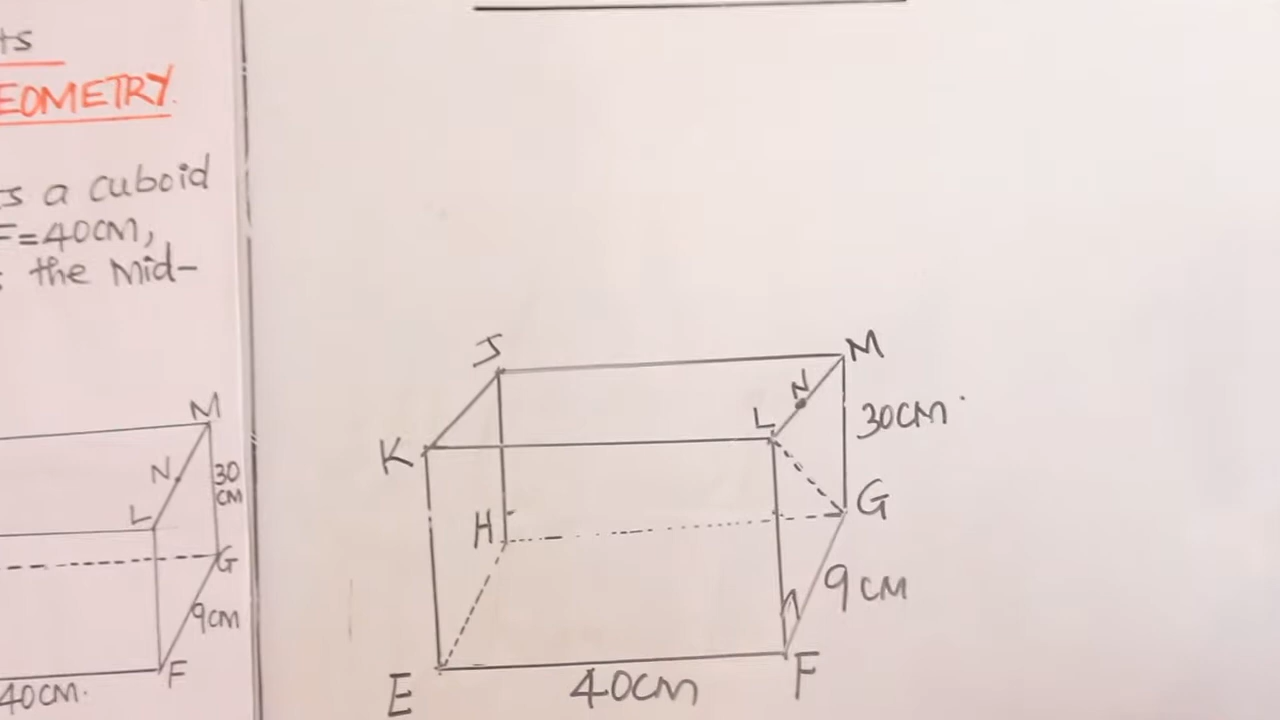 ts
EOMETRY.
s a cuboid
F=40CM,
the Mid-
M
N
30
CM
L
G
9CM
F
40CM.
J
M
N
L
30CM
K
G
H
9CM
E
40CM
F